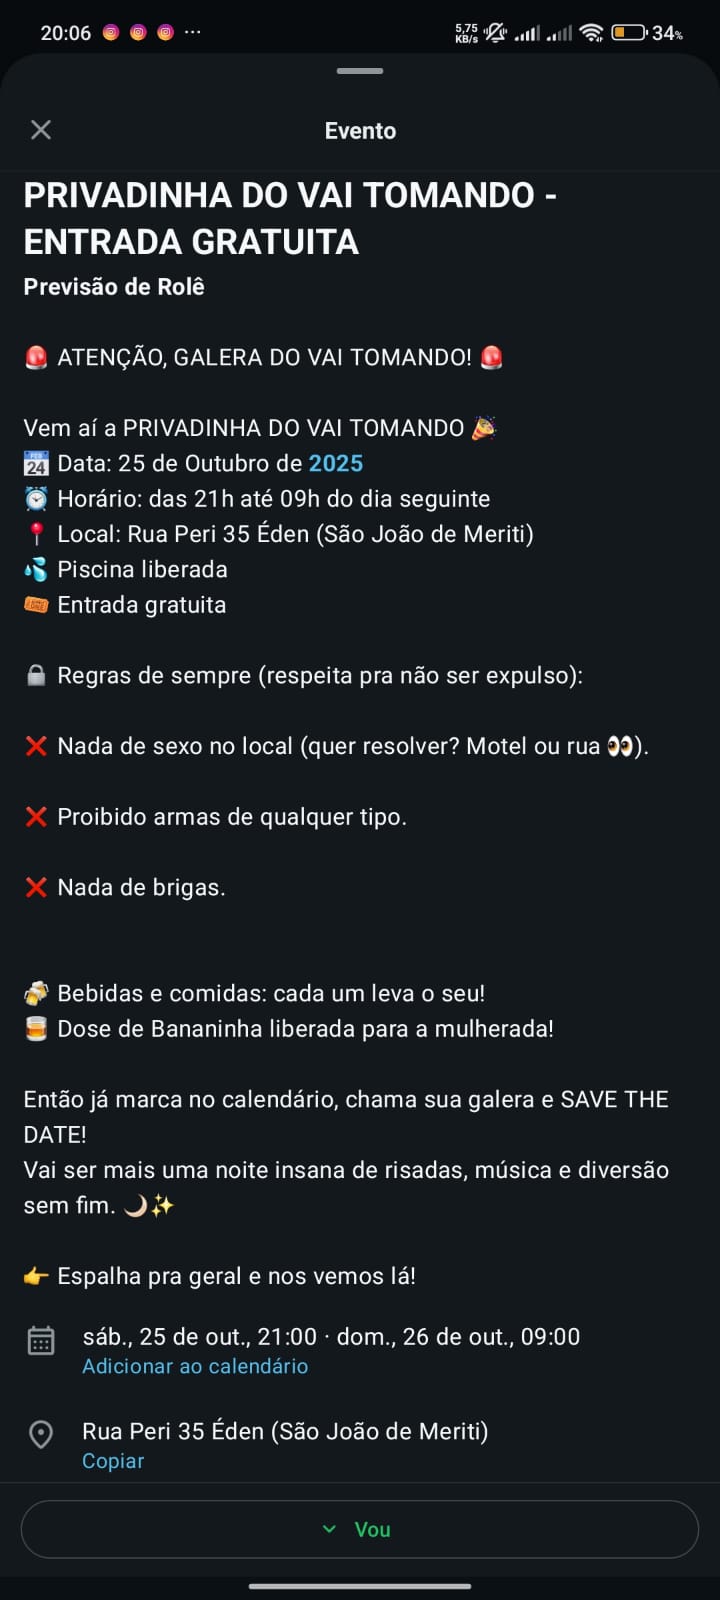 20:06 ... 5,75 KB/s 34%
Evento
PRIVADINHA DO VAI TOMANDO -
ENTRADA GRATUITA
Previsão de Rolê
🚨 ATENÇÃO, GALERA DO VAI TOMANDO! 🚨
Vem aí a PRIVADINHA DO VAI TOMANDO 🎉
📅 Data: 25 de Outubro de 2025
⏰ Horário: das 21h até 09h do dia seguinte
📍 Local: Rua Peri 35 Éden (São João de Meriti)
💦 Piscina liberada
🎟️ Entrada gratuita
🔒 Regras de sempre (respeita pra não ser expulso):
❌ Nada de sexo no local (quer resolver? Motel ou rua 👀).
❌ Proibido armas de qualquer tipo.
❌ Nada de brigas.
🍻 Bebidas e comidas: cada um leva o seu!
🥃 Dose de Bananinha liberada para a mulherada!
Então já marca no calendário, chama sua galera e SAVE THE
DATE!
Vai ser mais uma noite insana de risadas, música e diversão
sem fim. 🌙✨
👉 Espalha pra geral e nos vemos lá!
sáb., 25 de out., 21:00 · dom., 26 de out., 09:00
Adicionar ao calendário
Rua Peri 35 Éden (São João de Meriti)
Copiar
Vou